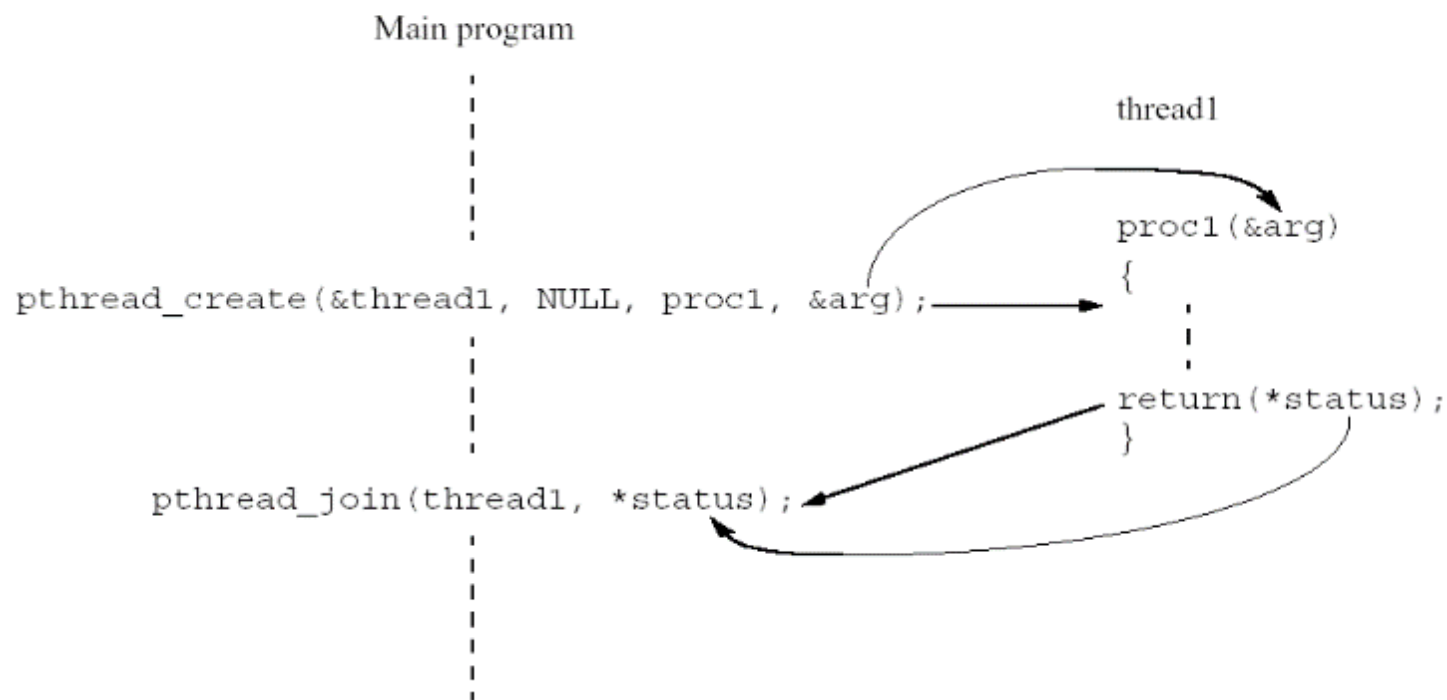 Main program
thread1
proc1(&arg)
{
pthread_create(&thread1, NULL, proc1, &arg);
return(*status);
}
pthread_join(thread1, *status);